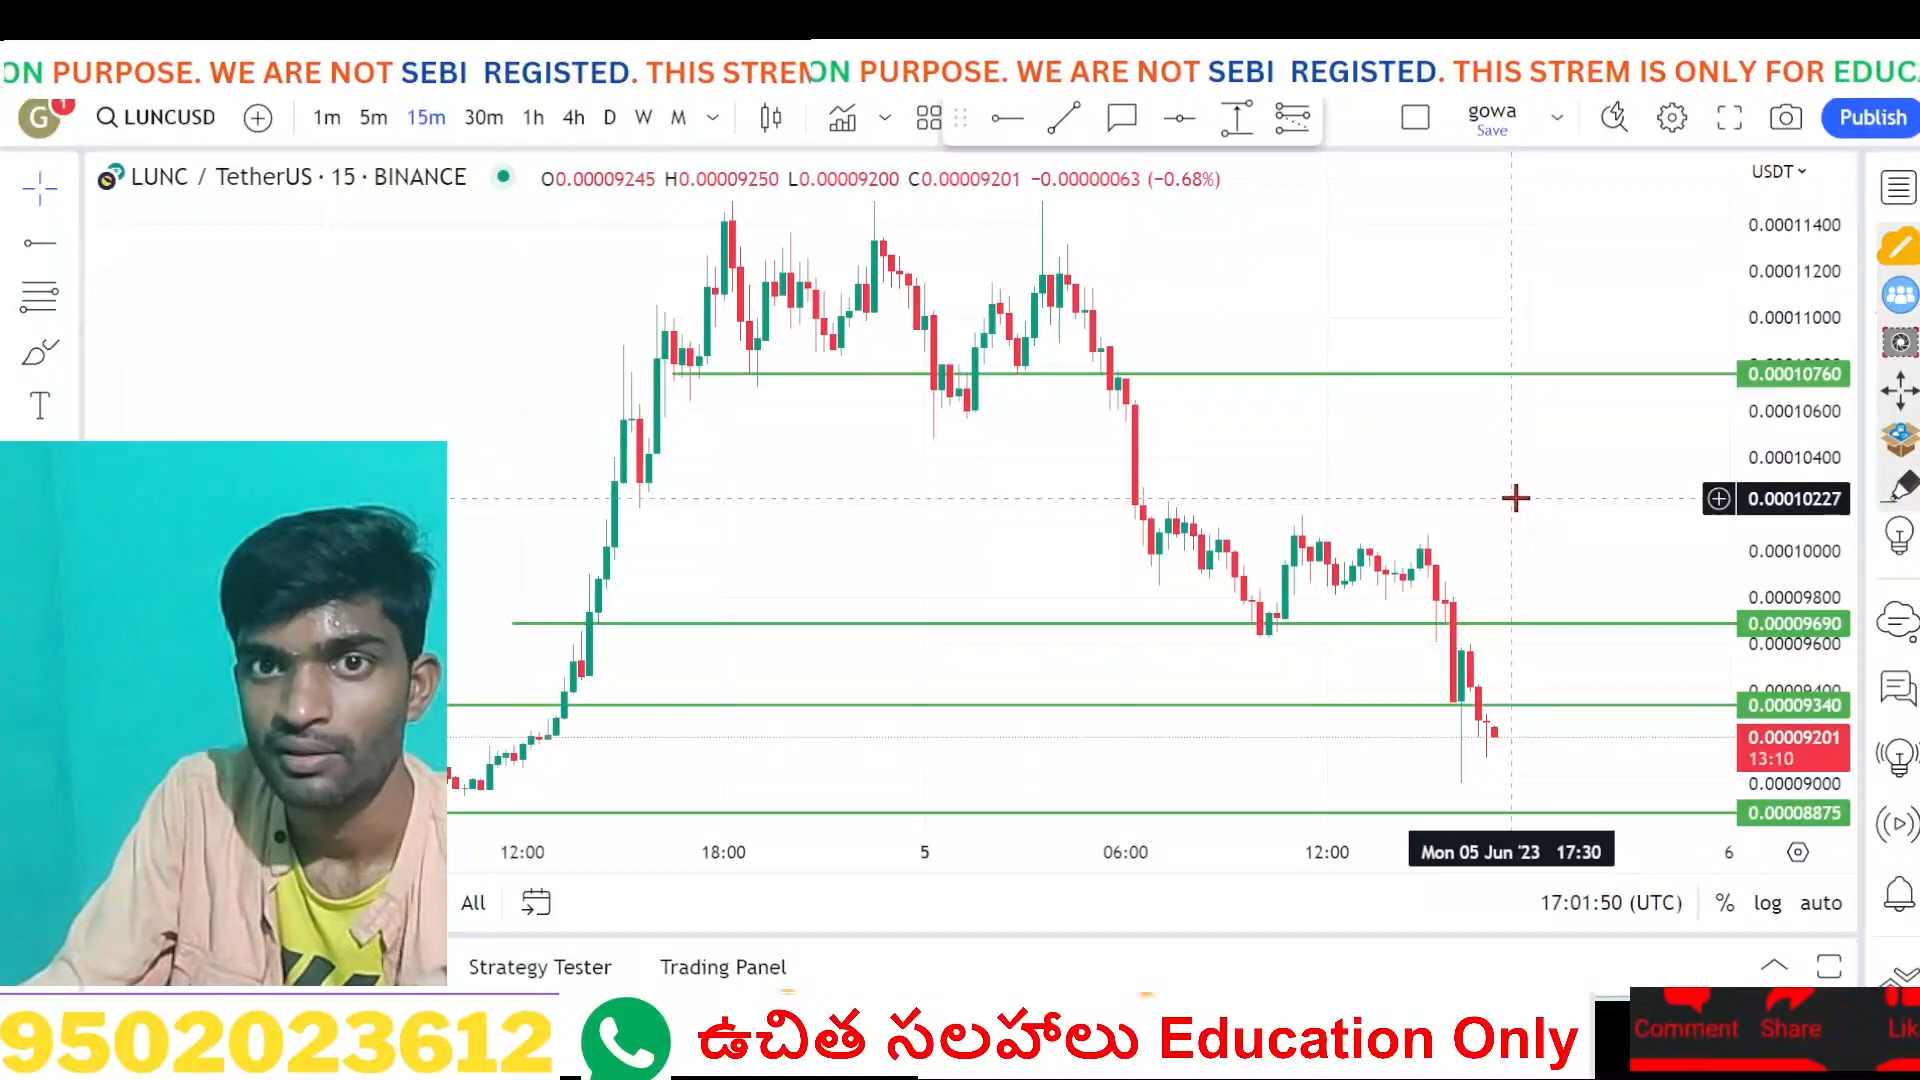 ON PURPOSE. WE ARE NOT SEBI REGISTED. THIS STREM
ON PURPOSE. WE ARE NOT SEBI REGISTED. THIS STREM IS ONLY FOR EDUC
G 1 LUNCUSD 1m 5m 15m 30m 1h 4h D W M gowa Save Publish
LUNC / TetherUS · 15 · BINANCE O0.00009245 H0.00009250 L0.00009200 C0.00009201 −0.00000063 (−0.68%) USDT
0.00011400
0.00011200
0.00011000
0.00010760
T
0.00010600
0.00010400
0.00010227
0.00010000
0.00009800
0.00009690
0.00009600
0.00009400
0.00009340
0.00009201
13:10
0.00009000
0.00008875
12:00 18:00 5 06:00 12:00 Mon 05 Jun '23 17:30 6
All 17:01:50 (UTC) % log auto
Strategy Tester Trading Panel
9502023612 ఉచిత సలహాలు Education Only
Comment Share Lik